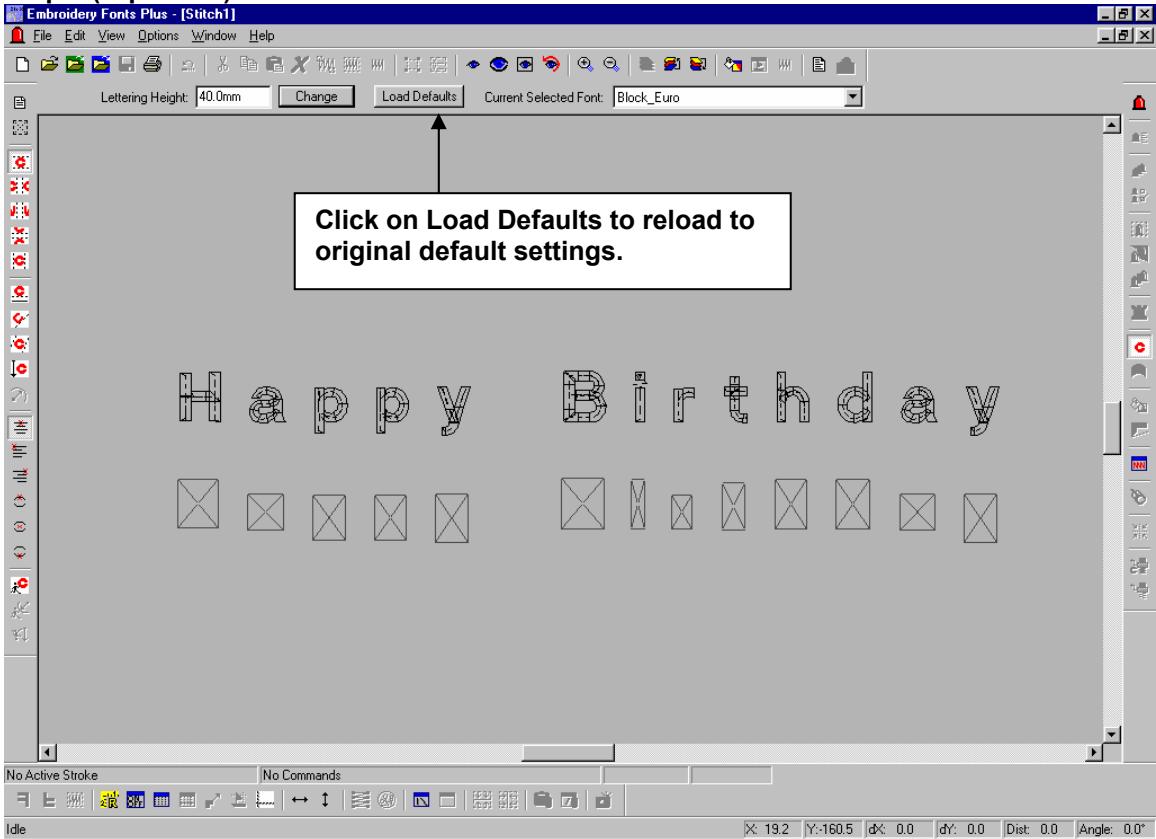 Embroidery Fonts Plus - [Stitch1]
File Edit View Options Window Help
Lettering Height: 40.0mm Change Load Defaults Current Selected Font: Block_Euro
Click on Load Defaults to reload to
original default settings.
Happy Birthday
No Active Stroke No Commands
Idle X: 19.2 Y:-160.5 dX: 0.0 dY: 0.0 Dist: 0.0 Angle: 0.0°